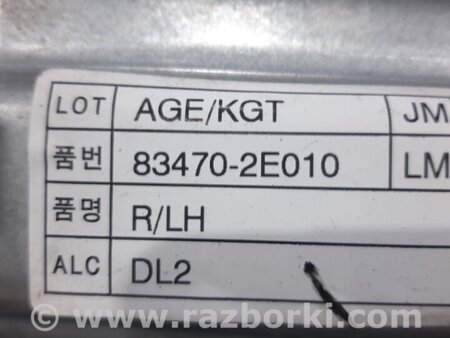 LOT AGE/KGT JM
품번 83470-2E010 LM
품명 R/LH
ALC DL2
© www.razborki.com